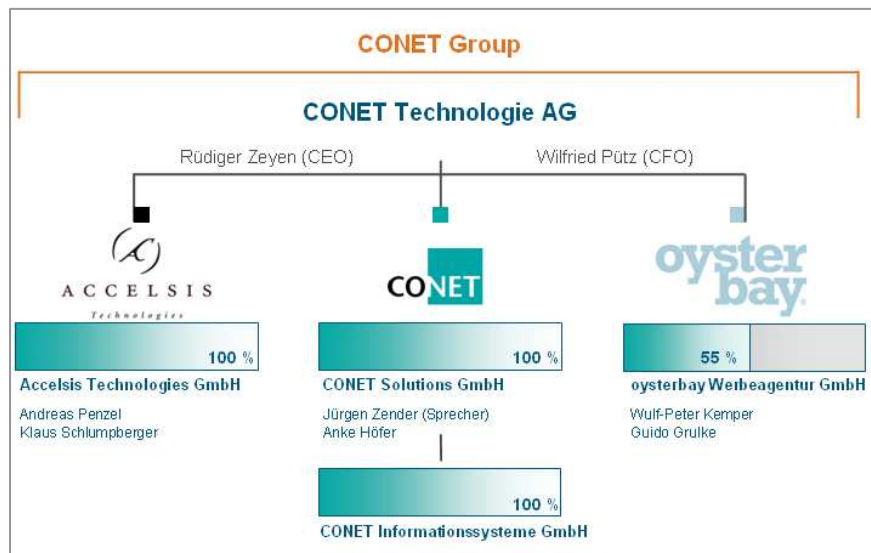 CONET Group
CONET Technologie AG
Rüdiger Zeyen (CEO)
Wilfried Pütz (CFO)
ACCELSIS
Technologies
CONET
oyster
bay
100 %
100 %
55 %
Accelsis Technologies GmbH
CONET Solutions GmbH
oysterbay Werbeagentur GmbH
Andreas Penzel
Klaus Schlumpberger
Jürgen Zender (Sprecher)
Anke Höfer
Wulf-Peter Kemper
Guido Grulke
100 %
CONET Informationssysteme GmbH